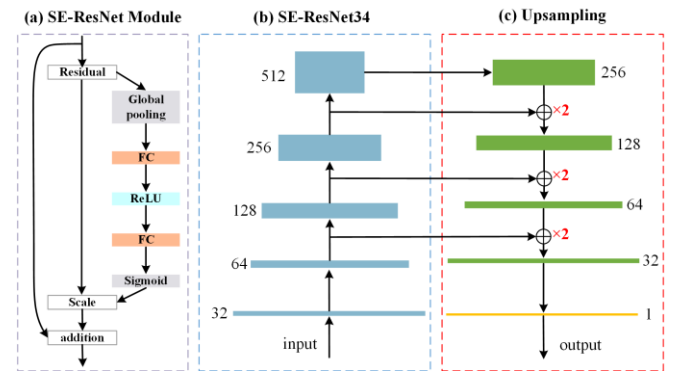 (a) SE-ResNet Module
Residual
Global
pooling
FC
ReLU
FC
Sigmoid
Scale
addition
(b) SE-ResNet34
512
256
128
64
32
input
(c) Upsampling
256
×2
128
×2
64
×2
32
1
output